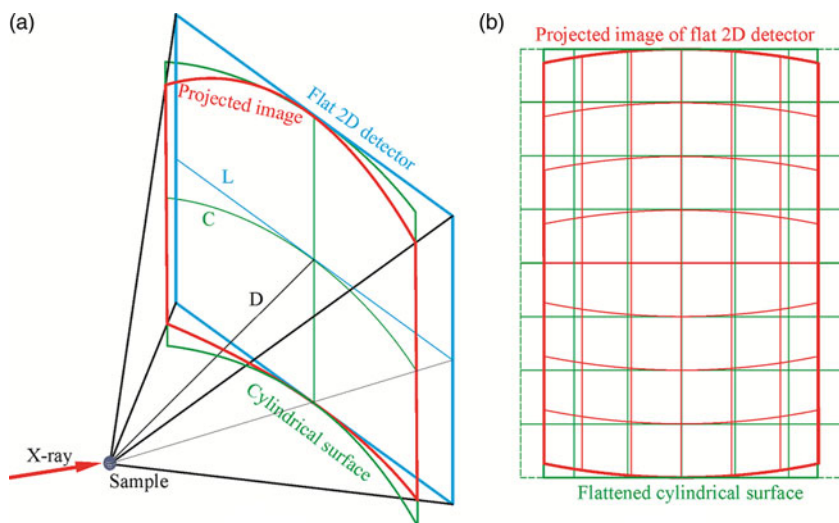 (a)
Projected image
Flat 2D detector
L
C
D
Cylindrical surface
X-ray
Sample
(b)
Projected image of flat 2D detector
Flattened cylindrical surface